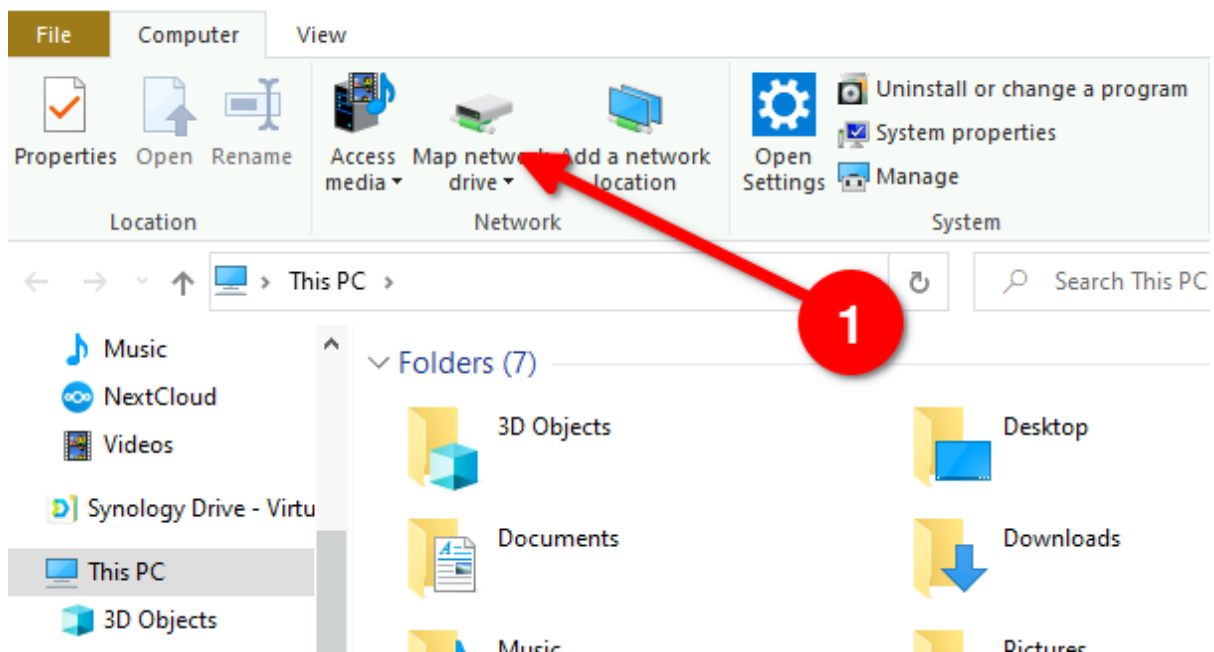 File Computer View
Properties Open Rename Access media Map network drive Add a network location Open Settings
Uninstall or change a program
System properties
Manage
Location Network System
This PC Search This PC
Music
NextCloud
Videos
Synology Drive - Virtu
This PC
3D Objects
1
Folders (7)
3D Objects Desktop
Documents Downloads
Music Pictures